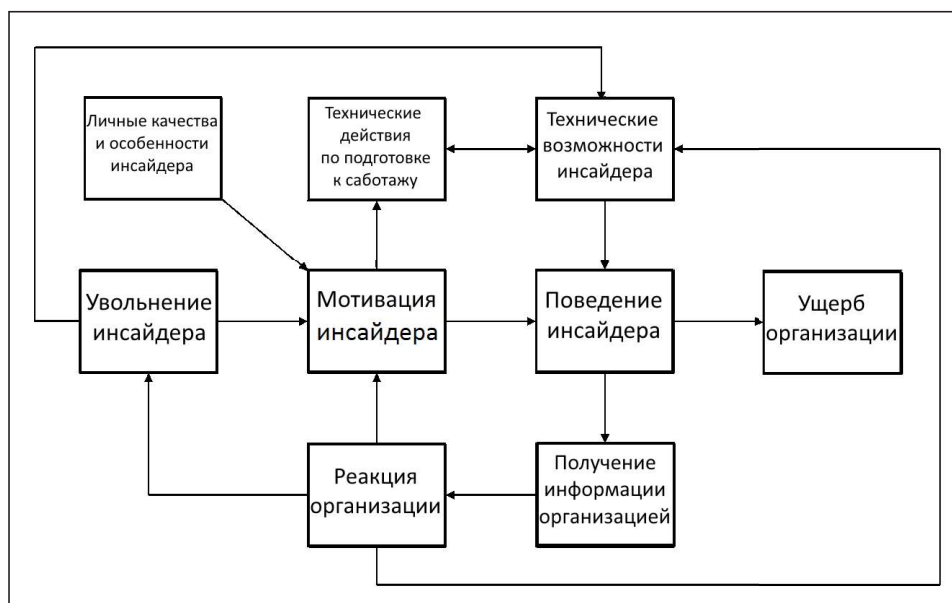 Личные качества
и особенности
инсайдера
Технические
действия
по подготовке
к саботажу
Технические
возможности
инсайдера
Увольнение
инсайдера
Мотивация
инсайдера
Поведение
инсайдера
Ущерб
организации
Реакция
организации
Получение
информации
организацией